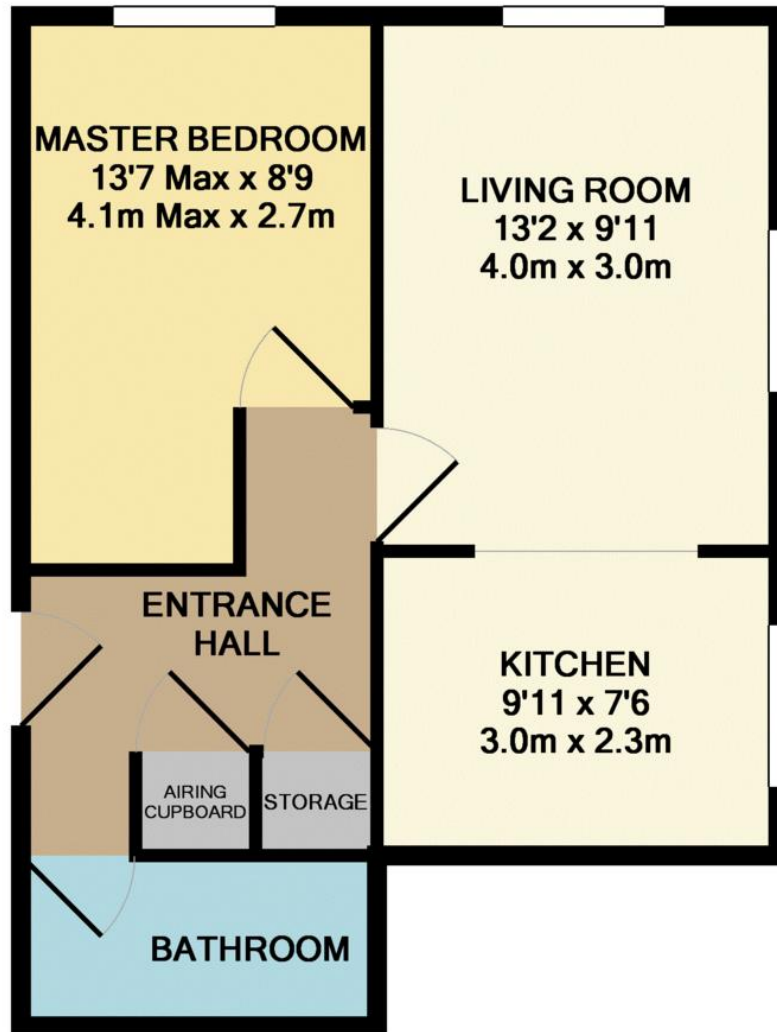 MASTER BEDROOM
13'7 Max x 8'9
4.1m Max x 2.7m
LIVING ROOM
13'2 x 9'11
4.0m x 3.0m
ENTRANCE
HALL
KITCHEN
9'11 x 7'6
3.0m x 2.3m
AIRING
CUPBOARD
STORAGE
BATHROOM